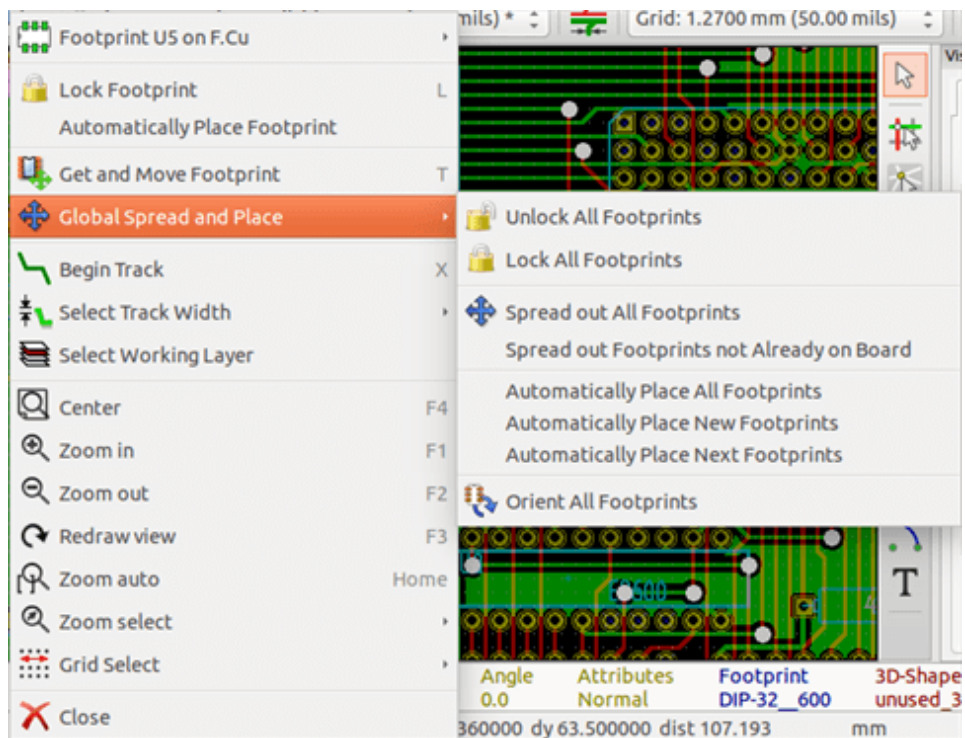 mils) *
Grid: 1.2700 mm (50.00 mils)
Footprint U5 on F.Cu
Vis
Lock Footprint L
Automatically Place Footprint
Get and Move Footprint T
Global Spread and Place
Begin Track X
Select Track Width
Select Working Layer
Center F4
Zoom in F1
Zoom out F2
Redraw view F3
Zoom auto Home
Zoom select
Grid Select
Close
Unlock All Footprints
Lock All Footprints
Spread out All Footprints
Spread out Footprints not Already on Board
Automatically Place All Footprints
Automatically Place New Footprints
Automatically Place Next Footprints
Orient All Footprints
T
Angle Attributes Footprint 3D-Shape
0.0 Normal DIP-32__600 unused_3
360000 dy 63.500000 dist 107.193 mm